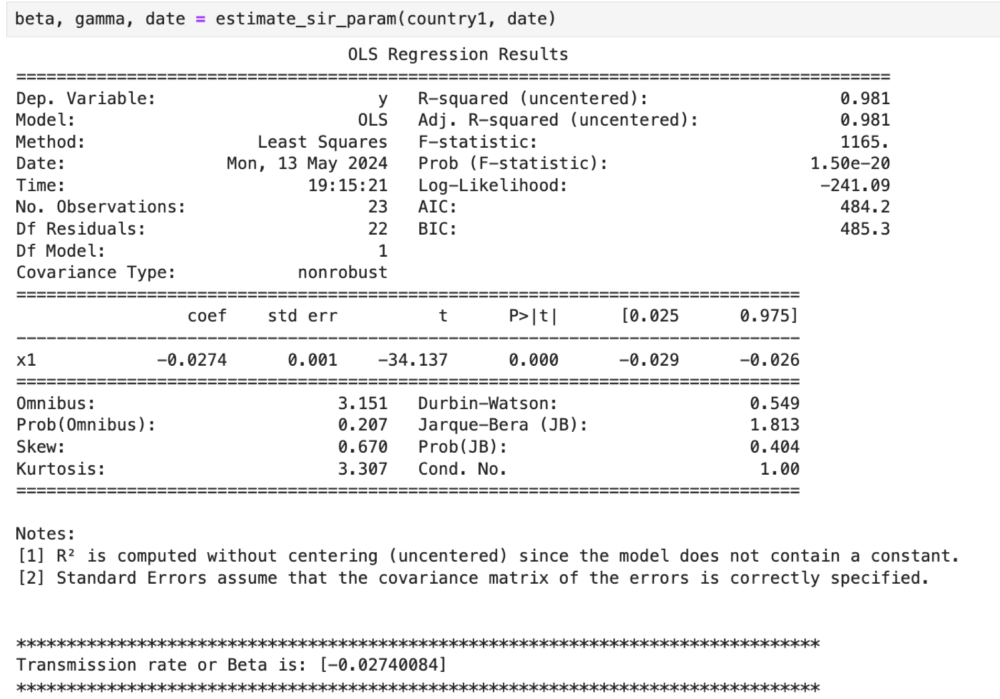 beta, gamma, date = estimate_sir_param(country1, date)
OLS Regression Results
=======================================================================================
Dep. Variable: y R-squared (uncentered): 0.981
Model: OLS Adj. R-squared (uncentered): 0.981
Method: Least Squares F-statistic: 1165.
Date: Mon, 13 May 2024 Prob (F-statistic): 1.50e-20
Time: 19:15:21 Log-Likelihood: -241.09
No. Observations: 23 AIC: 484.2
Df Residuals: 22 BIC: 485.3
Df Model: 1
Covariance Type: nonrobust
==============================================================================
coef std err t P>|t| [0.025 0.975]
------------------------------------------------------------------------------
x1 -0.0274 0.001 -34.137 0.000 -0.029 -0.026
==============================================================================
Omnibus: 3.151 Durbin-Watson: 0.549
Prob(Omnibus): 0.207 Jarque-Bera (JB): 1.813
Skew: 0.670 Prob(JB): 0.404
Kurtosis: 3.307 Cond. No. 1.00
==============================================================================
Notes:
[1] R² is computed without centering (uncentered) since the model does not contain a constant.
[2] Standard Errors assume that the covariance matrix of the errors is correctly specified.
********************************************************************************
Transmission rate or Beta is: [-0.02740084]
********************************************************************************